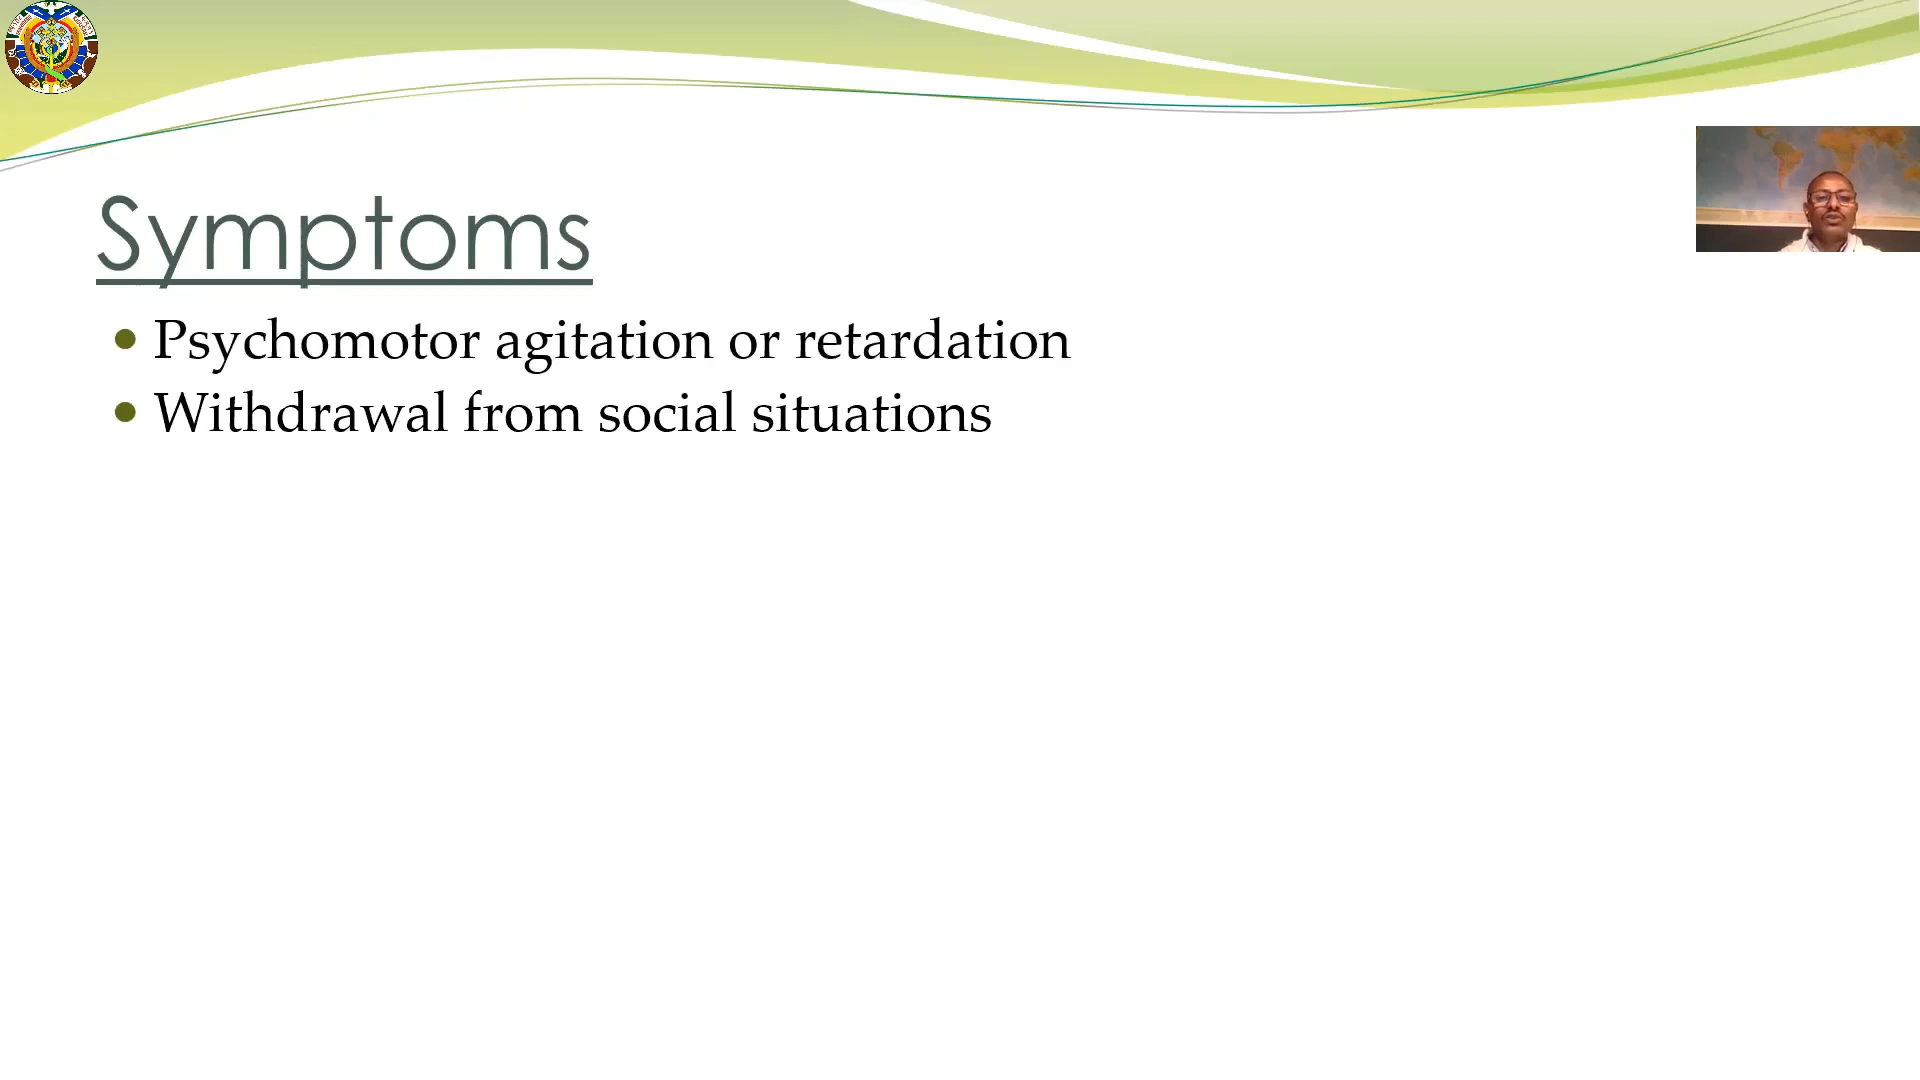 Symptoms
Psychomotor agitation or retardation
Withdrawal from social situations